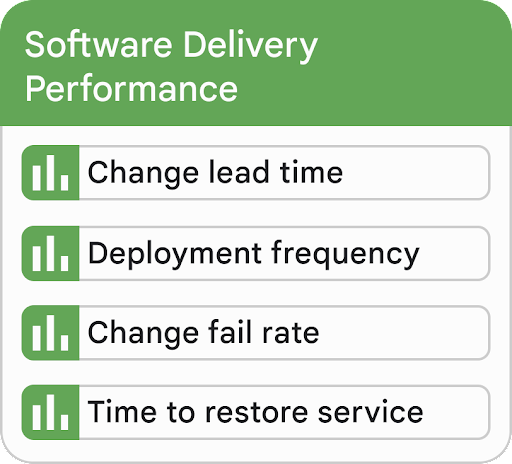 Software Delivery
Performance
Change lead time
Deployment frequency
Change fail rate
Time to restore service